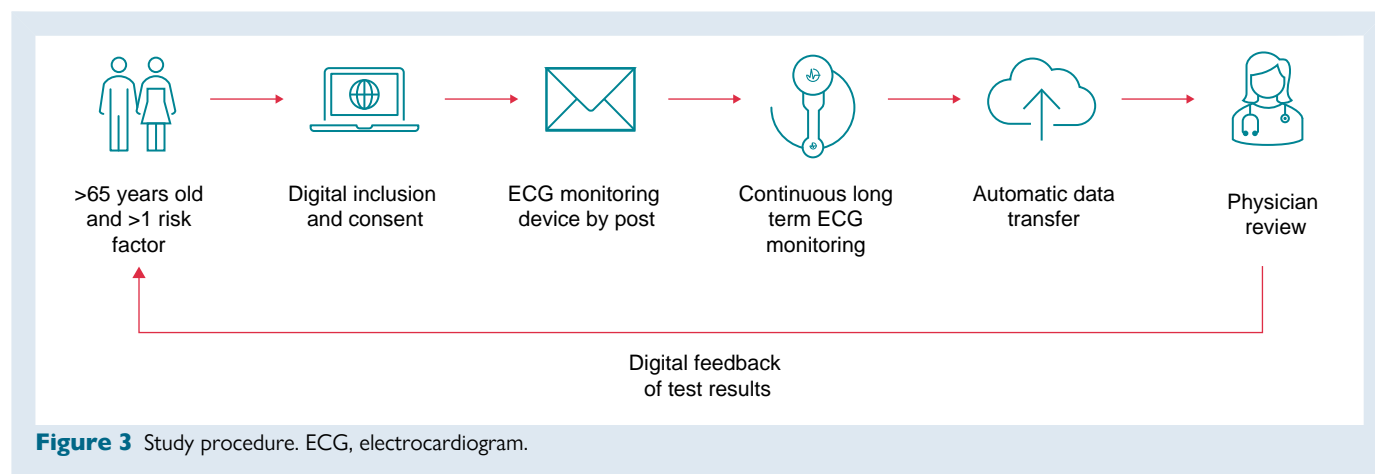 >65 years old
and >1 risk
factor
Digital inclusion
and consent
ECG monitoring
device by post
Continuous long
term ECG
monitoring
Automatic data
transfer
Physician
review
Digital feedback
of test results
Figure 3 Study procedure. ECG, electrocardiogram.